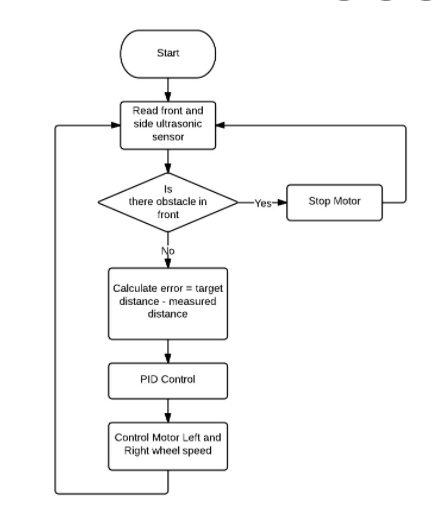 Start
Read front and
side ultrasonic
sensor
Is
there obstacle in
front
Yes
Stop Motor
No
Calculate error = target
distance - measured
distance
PID Control
Control Motor Left and
Right wheel speed